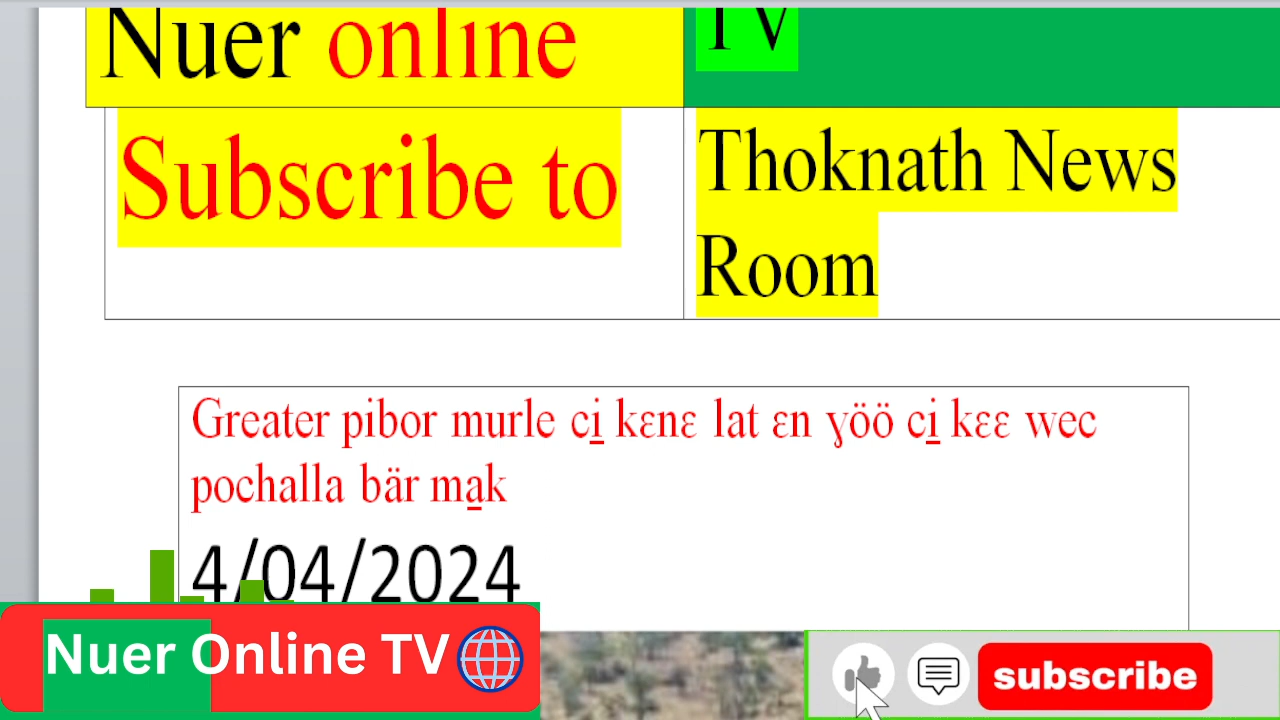 Nuer online
TV
Subscribe to
Thoknath News
Room
Greater pibor murle ci̱ kɛnɛ lat ɛn ɣöö ci̱ kɛɛ wec
pochalla bär ma̱k
4/04/2024
Nuer Online TV
subscribe